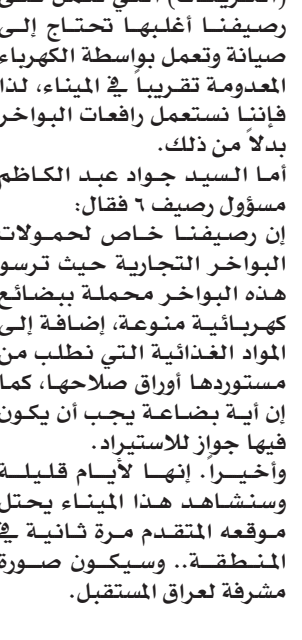 رصيفنا أغلبها تحتاج إلى
صيانة وتعمل بواسطة الكهرباء
المعدومة تقريباً في الميناء، لذا
فإننا نستعمل رافعات البواخر
بدلاً من ذلك.
أما السيد جواد عبد الكاظم
مسؤول رصيف ٦ فقال:
إن رصيفنا خاص لحمولات
البواخر التجارية حيث ترسو
هذه البواخر محملة ببضائع
كهربائية منوعة، إضافة إلى
المواد الغذائية التي نطلب من
مستوردها أوراق صلاحها، كما
إن أية بضاعة يجب أن يكون
فيها جواز للاستيراد.
وأخيراً. إنها لأيام قليلة
وسنشاهد هذا الميناء يحتل
موقعه المتقدم مرة ثانية في
المنطقة.. وسيكون صورة
مشرفة لعراق المستقبل.